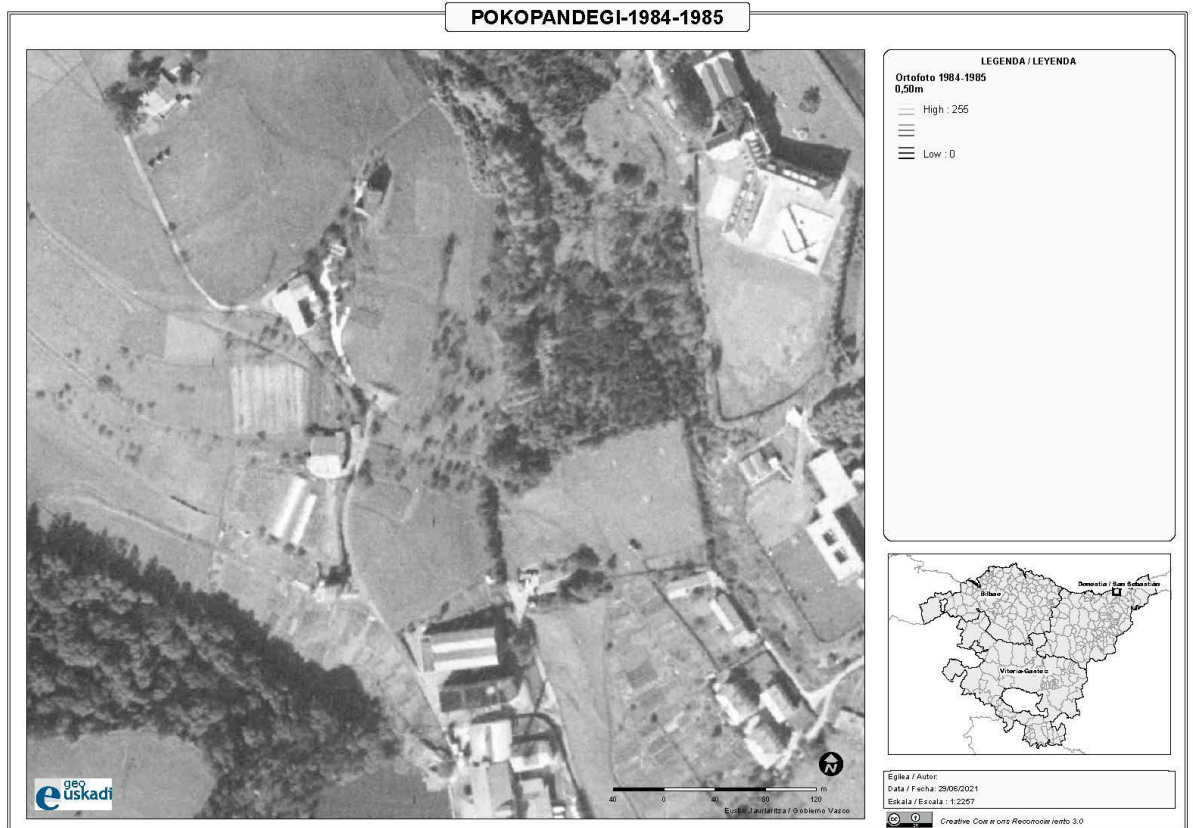 POKOPANDEGI-1984-1985
LEGENDA / LEYENDA
Ortofoto 1984-1985
0,50m
High : 255
Low : 0
geo
euskadi
N
40 0 40 80 120 m
Eusko Jaurlaritza / Gobierno Vasco
Donostia / San Sebastián
Bilbao
Vitoria-Gasteiz
Egilea / Autor:
Data / Fecha: 29/06/2021
Eskala / Escala : 1:2257
cc
Creative Commons Reconocimiento 3.0